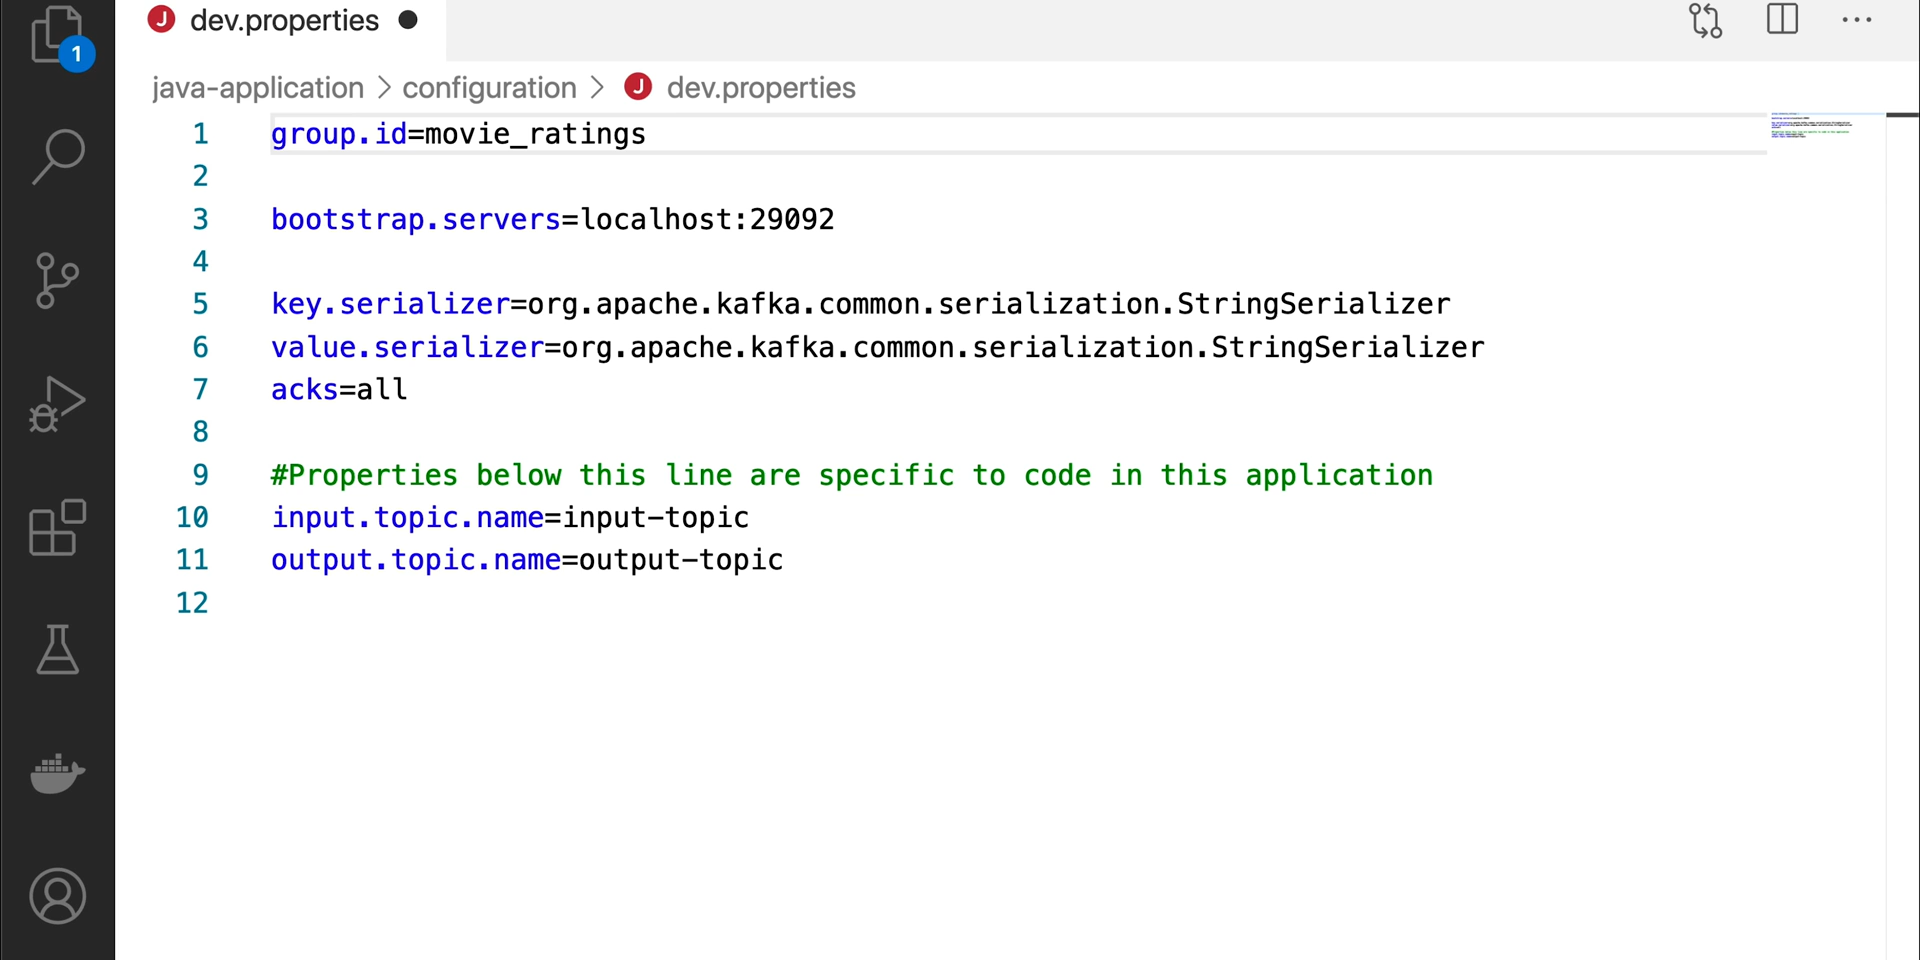 J dev.properties
1
java-application > configuration > J dev.properties
1 group.id=movie_ratings
2
3 bootstrap.servers=localhost:29092
4
5 key.serializer=org.apache.kafka.common.serialization.StringSerializer
6 value.serializer=org.apache.kafka.common.serialization.StringSerializer
7 acks=all
8
9 #Properties below this line are specific to code in this application
10 input.topic.name=input-topic
11 output.topic.name=output-topic
12